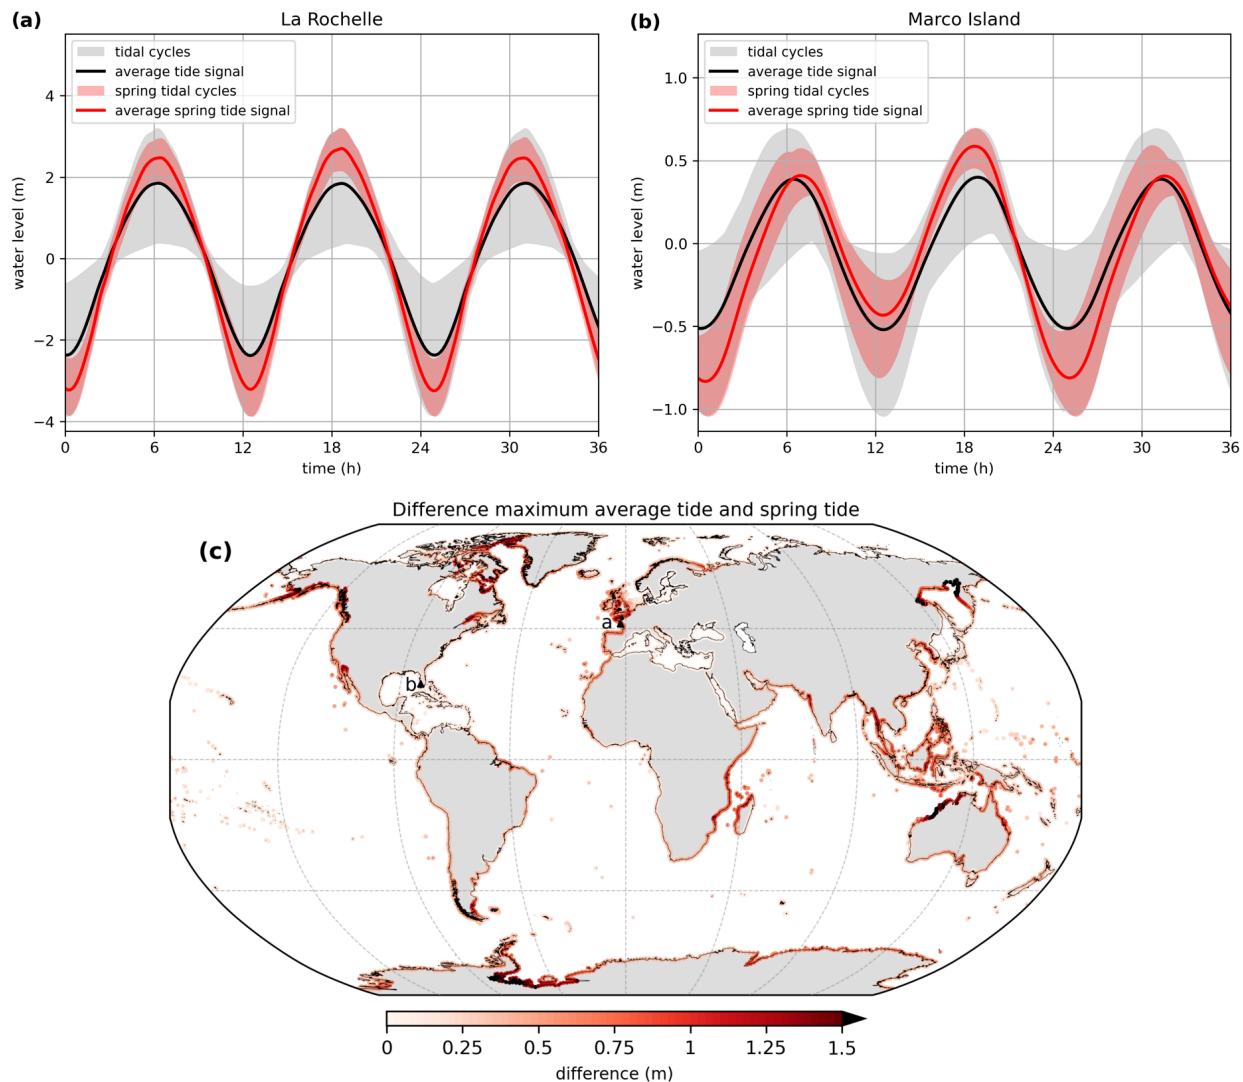 (a)
La Rochelle
tidal cycles
average tide signal
spring tidal cycles
average spring tide signal
water level (m)
4
2
0
−2
−4
0 6 12 18 24 30 36
time (h)
(b)
Marco Island
tidal cycles
average tide signal
spring tidal cycles
average spring tide signal
water level (m)
1.0
0.5
0.0
−0.5
−1.0
0 6 12 18 24 30 36
time (h)
Difference maximum average tide and spring tide
(c)
a
b
0 0.25 0.5 0.75 1 1.25 1.5
difference (m)